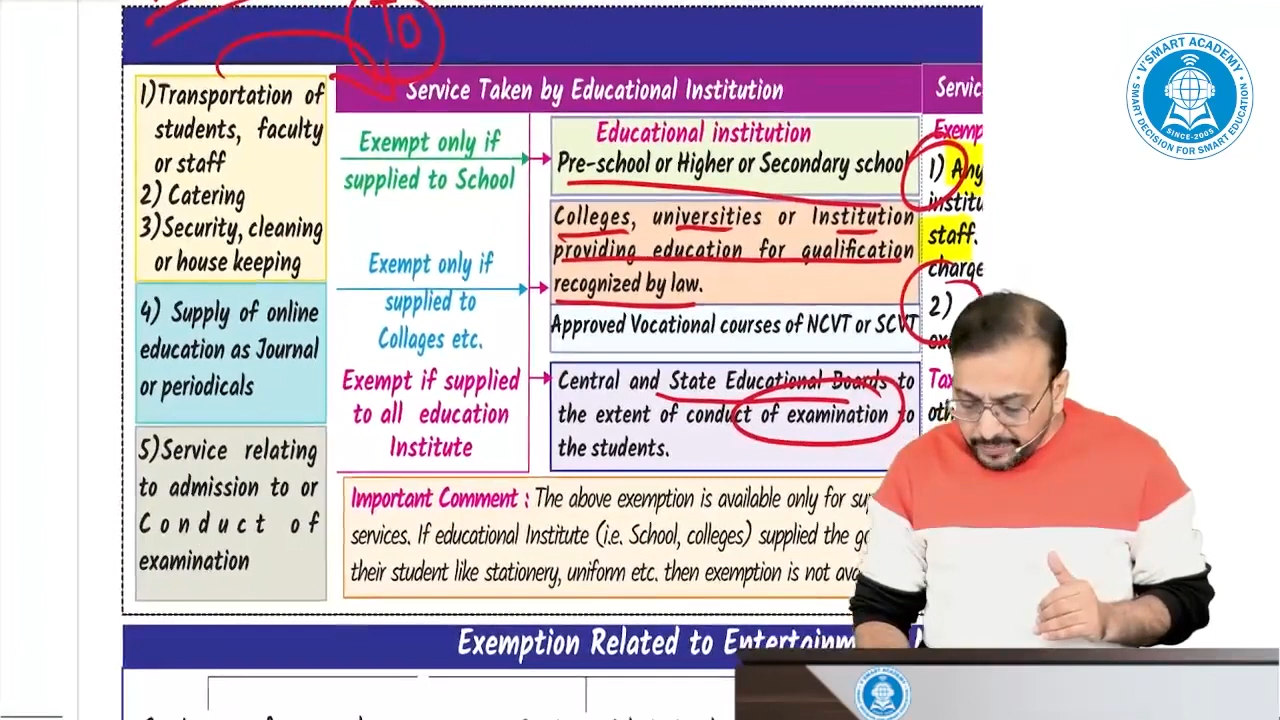 To
1)Transportation of
students, faculty
or staff
2) Catering
3)Security, cleaning
or house keeping
4) Supply of online
education as Journal
or periodicals
5)Service relating
to admission to or
Conduct of
examination
Service Taken by Educational Institution
Exempt only if
supplied to School
Exempt only if
supplied to
Collages etc.
Exempt if supplied
to all education
Institute
Educational institution
Pre-school or Higher or Secondary school
Colleges, universities or Institution
providing education for qualification
recognized by law.
Approved Vocational courses of NCVT or SCVT
Central and State Educational Boards to
the extent of conduct of examination to
the students.
Important Comment : The above exemption is available only for
services. If educational Institute (i.e. School, colleges) supplied the
their student like stationery, uniform etc. then exemption is not
1) Any
staff.
2)
Exemption Related to
V'SMART ACADEMY
SMART DECISION FOR SMART EDUCATION
SINCE-2005